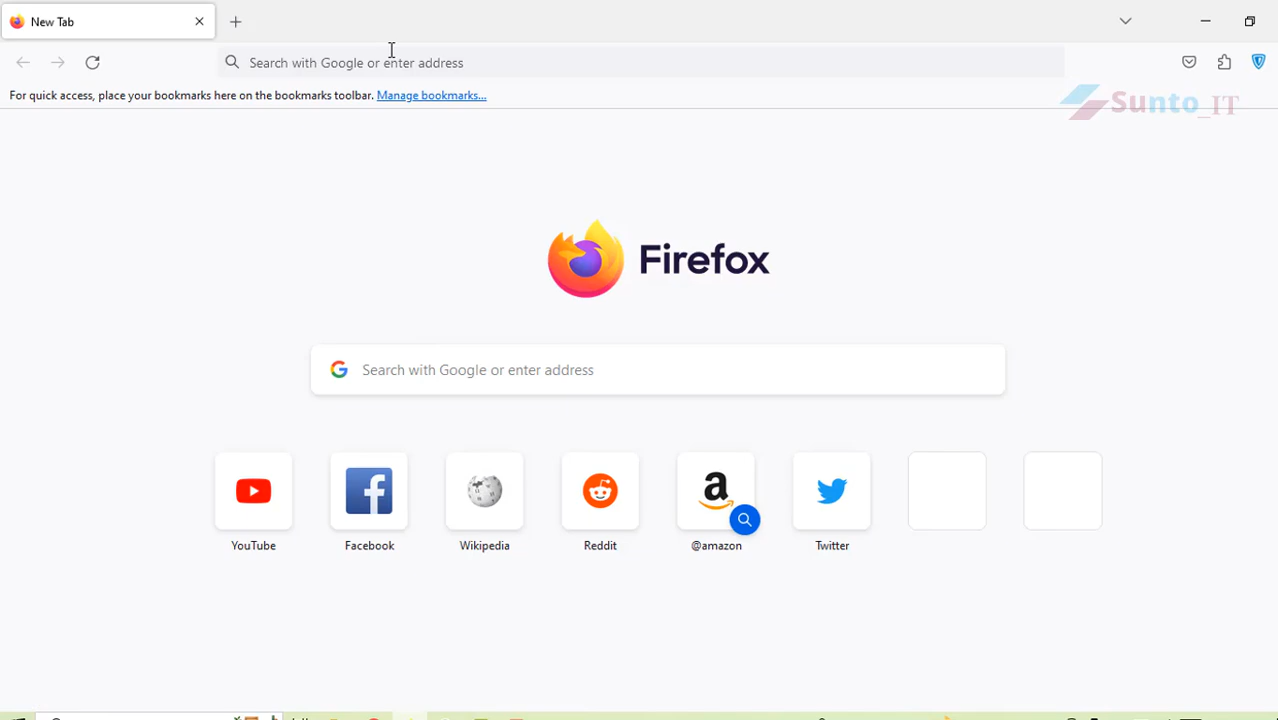 New Tab
Search with Google or enter address
For quick access, place your bookmarks here on the bookmarks toolbar. Manage bookmarks...
Sunto_IT
Firefox
Search with Google or enter address
YouTube
Facebook
Wikipedia
Reddit
@amazon
Twitter